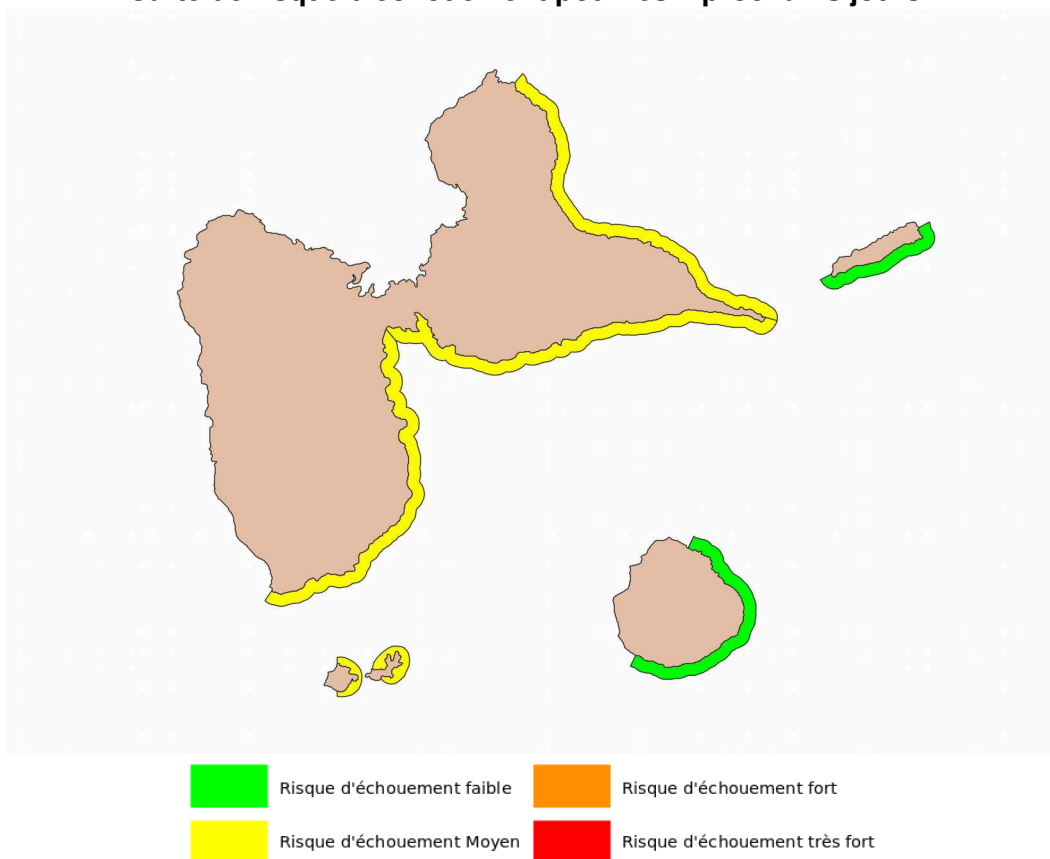 Risque d'échouement faible
Risque d'échouement fort
Risque d'échouement Moyen
Risque d'échouement très fort